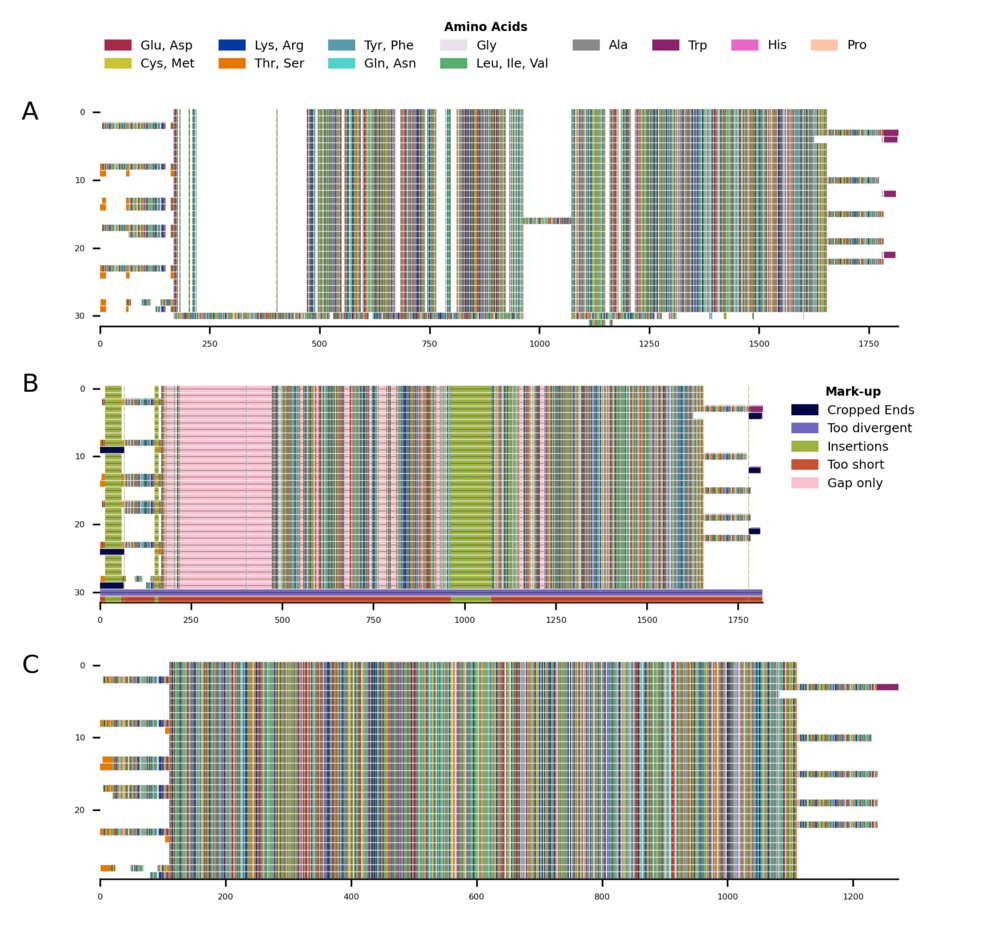 Amino Acids
Glu, Asp Lys, Arg Tyr, Phe Gly Ala Trp His Pro
Cys, Met Thr, Ser Gln, Asn Leu, Ile, Val
A
0
10
20
30
0 250 500 750 1000 1250 1500 1750
B
Mark-up
Cropped Ends
Too divergent
Insertions
Too short
Gap only
0
10
20
30
0 250 500 750 1000 1250 1500 1750
C
0
10
20
0 200 400 600 800 1000 1200